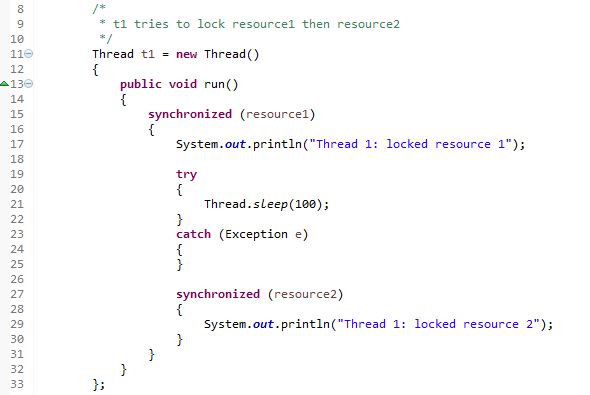 8 /*
9  * t1 tries to lock resource1 then resource2
10  */
11 Thread t1 = new Thread()
12 {
13     public void run()
14     {
15         synchronized (resource1)
16         {
17             System.out.println("Thread 1: locked resource 1");
18
19             try
20             {
21                 Thread.sleep(100);
22             }
23             catch (Exception e)
24             {
25             }
26
27             synchronized (resource2)
28             {
29                 System.out.println("Thread 1: locked resource 2");
30             }
31         }
32     }
33 };